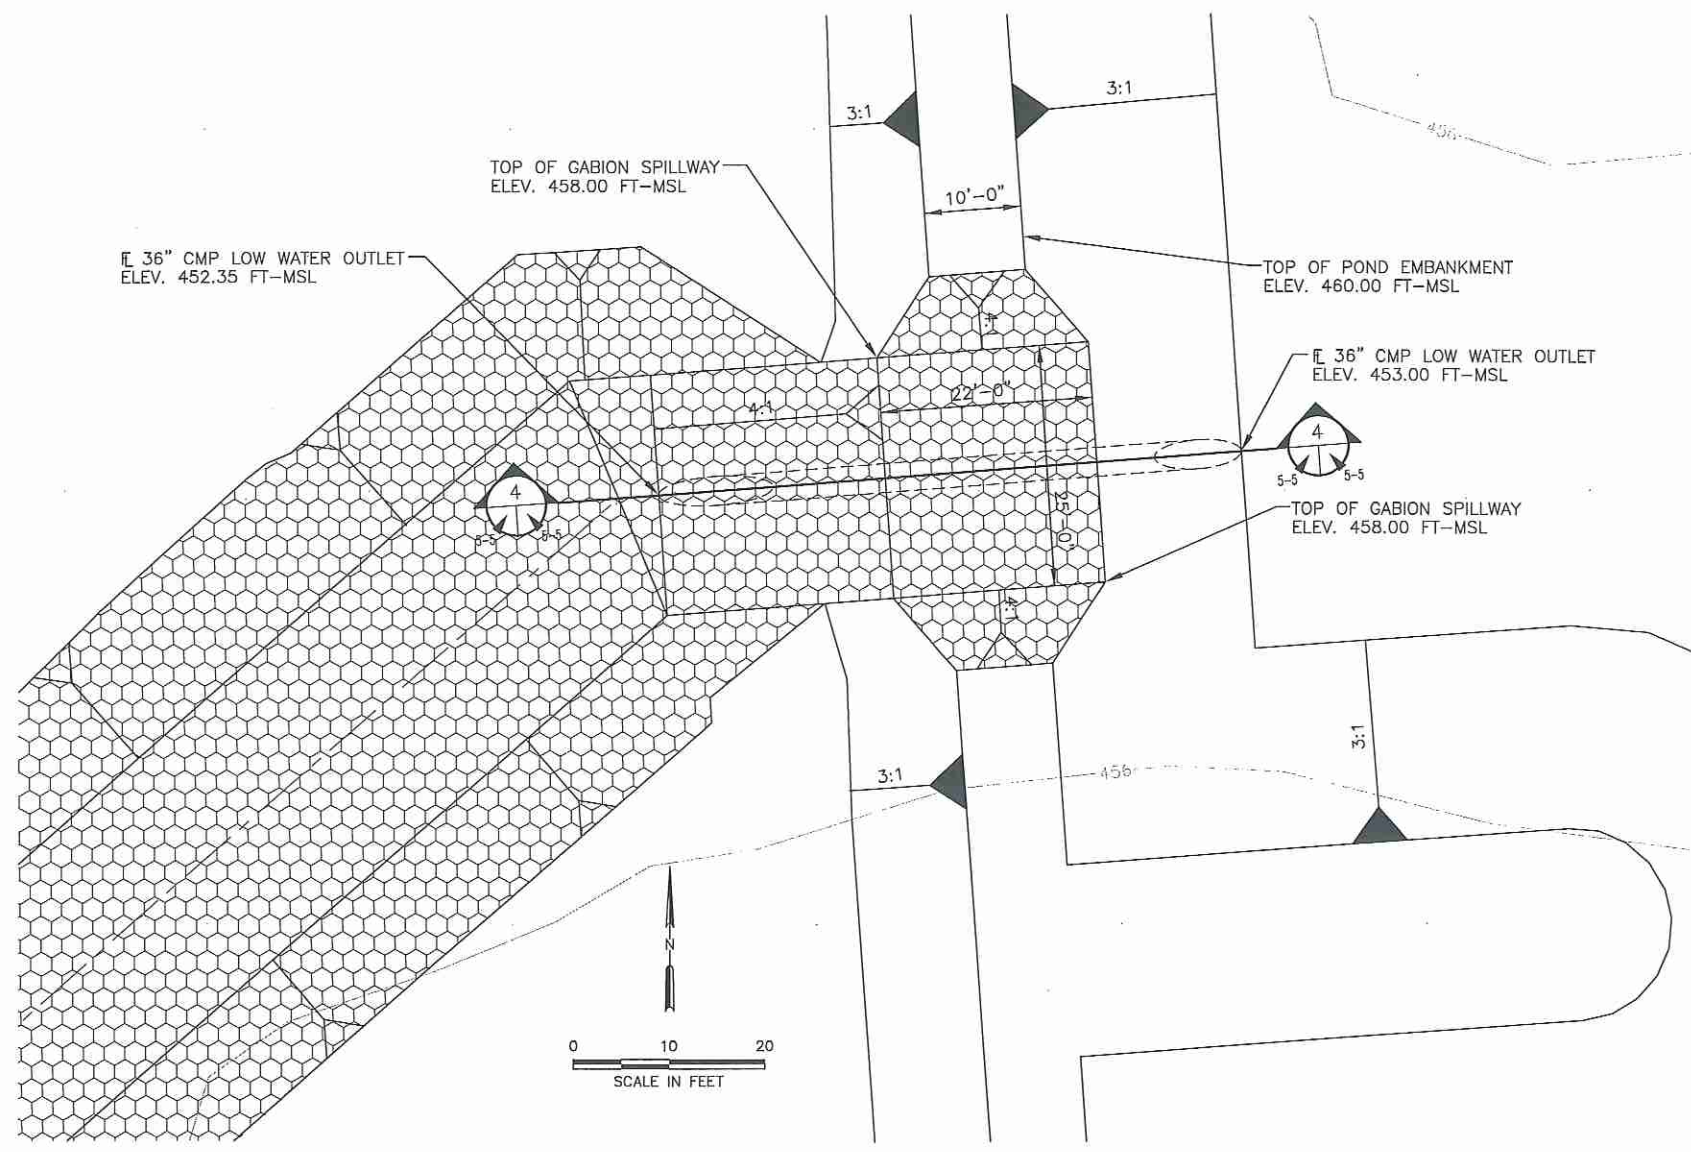 3:1
3:1
TOP OF GABION SPILLWAY
ELEV. 458.00 FT-MSL
10'-0"
℄ 36" CMP LOW WATER OUTLET
ELEV. 452.35 FT-MSL
TOP OF POND EMBANKMENT
ELEV. 460.00 FT-MSL
4:1
℄ 36" CMP LOW WATER OUTLET
ELEV. 453.00 FT-MSL
22'-0"
4:1
4
5-5
5-5
4
5-5
5-5
25'-0"
TOP OF GABION SPILLWAY
ELEV. 458.00 FT-MSL
4:1
3:1
3:1
456
N
0 10 20
SCALE IN FEET